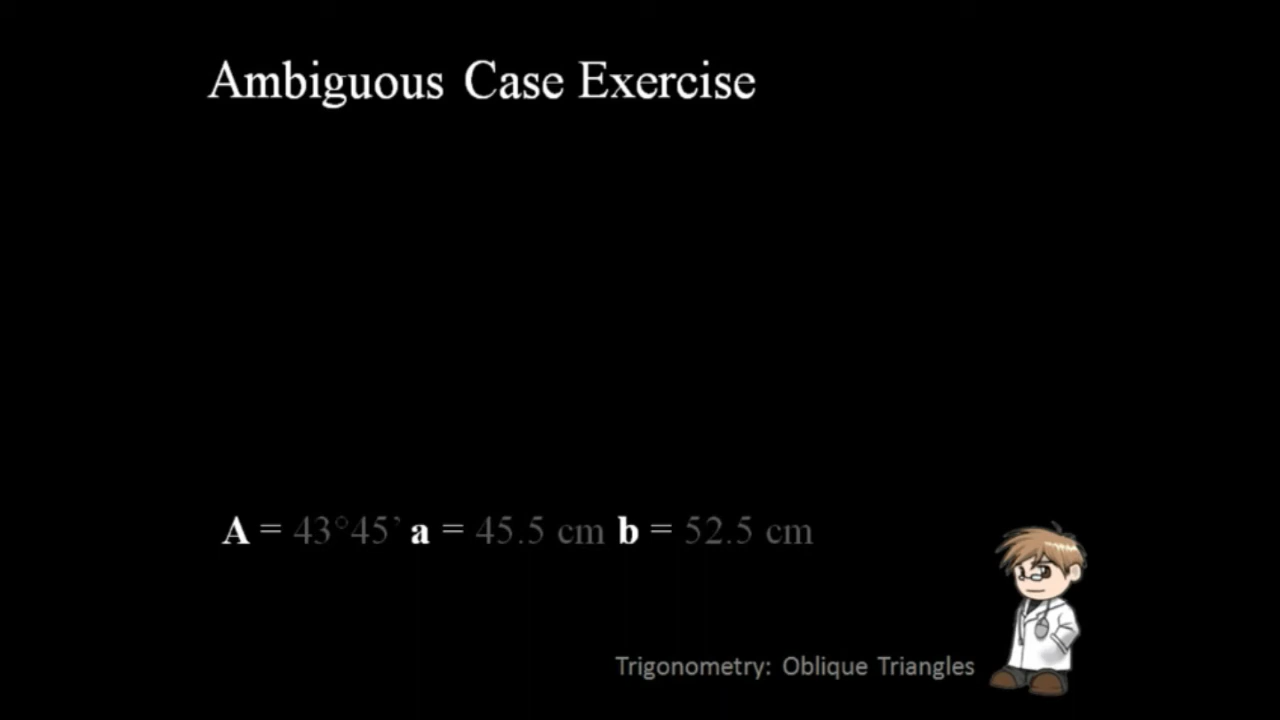 Ambiguous Case Exercise
A = 43°45’ a = 45.5 cm b = 52.5 cm
Trigonometry: Oblique Triangles